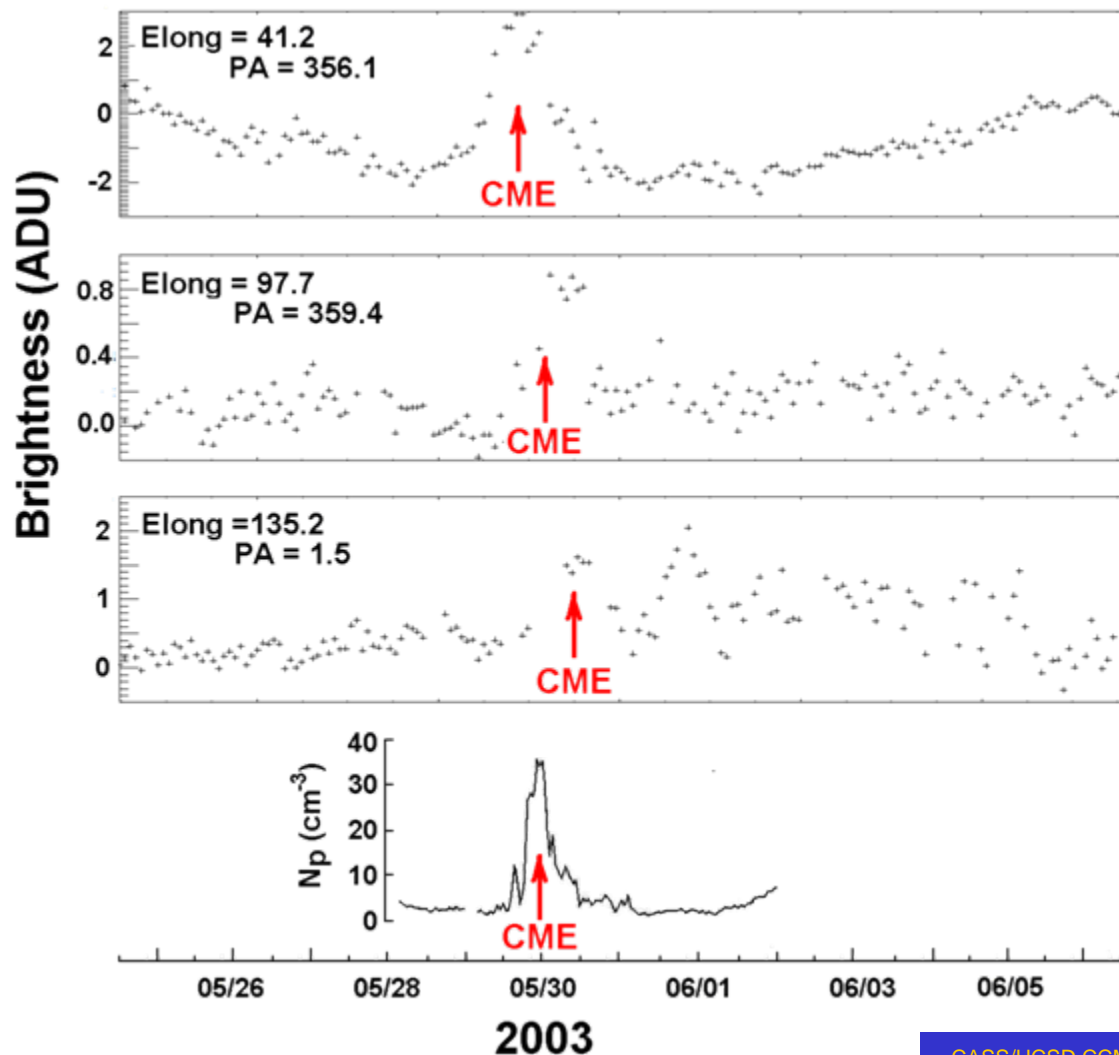 Brightness (ADU)
Elong = 41.2
PA = 356.1
2
0
-2
CME
Elong = 97.7
PA = 359.4
0.8
0.4
0.0
CME
Elong =135.2
PA = 1.5
2
1
0
CME
Np (cm-3)
40
30
20
10
0
CME
05/26 05/28 05/30 06/01 06/03 06/05
2003